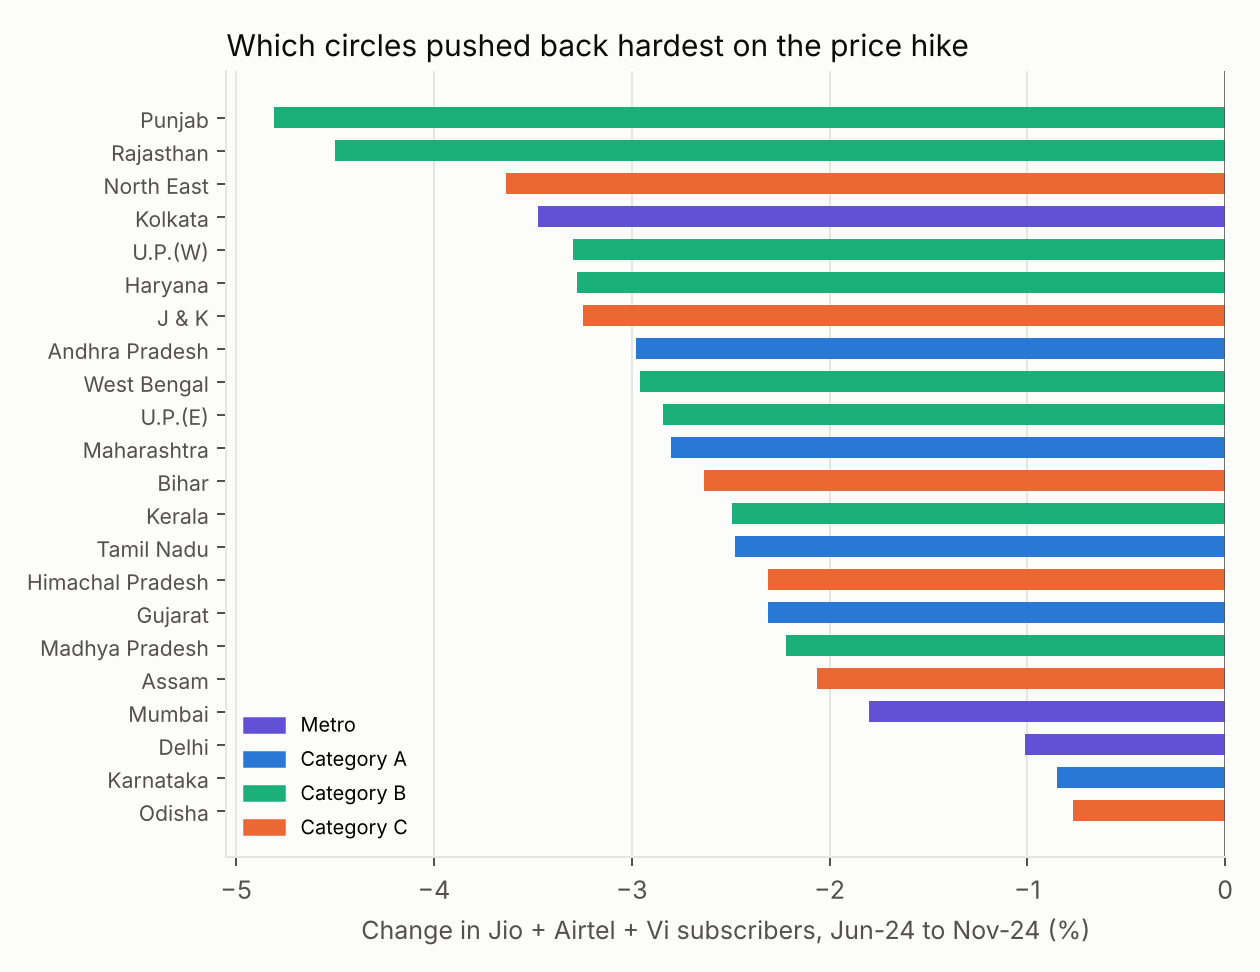 Which circles pushed back hardest on the price hike
Punjab
Rajasthan
North East
Kolkata
U.P.(W)
Haryana
J & K
Andhra Pradesh
West Bengal
U.P.(E)
Maharashtra
Bihar
Kerala
Tamil Nadu
Himachal Pradesh
Gujarat
Madhya Pradesh
Assam
Mumbai
Delhi
Karnataka
Odisha
Metro
Category A
Category B
Category C
−5 −4 −3 −2 −1 0
Change in Jio + Airtel + Vi subscribers, Jun-24 to Nov-24 (%)